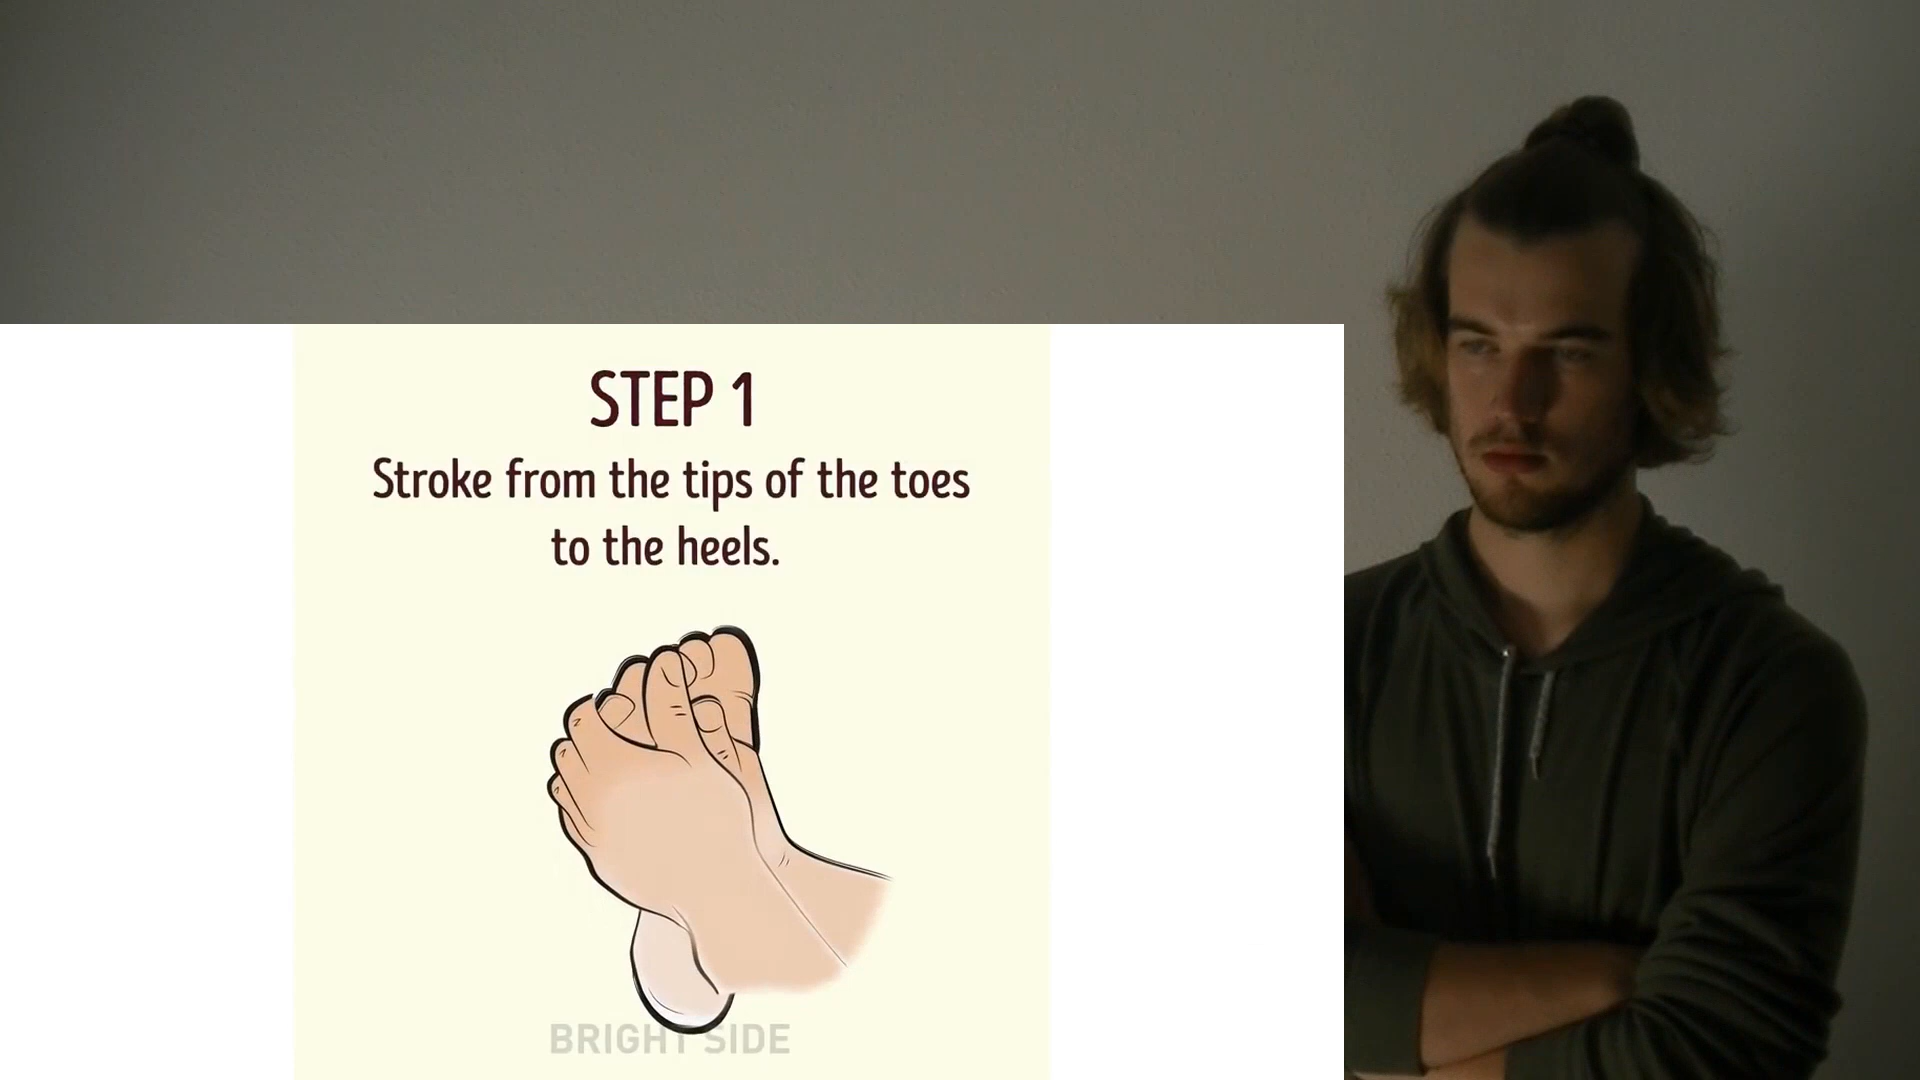 STEP 1
Stroke from the tips of the toes
to the heels.
BRIGHT SIDE